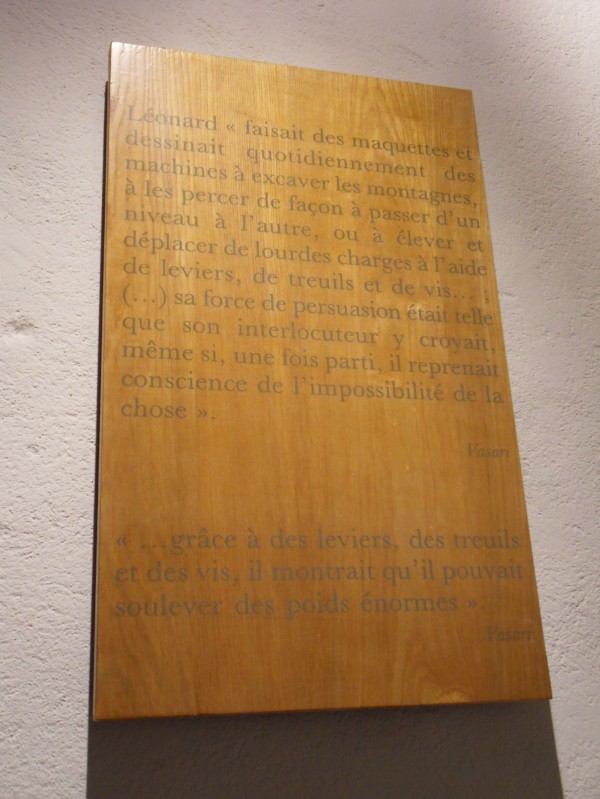 Léonard « faisait des maquettes et
dessinait quotidiennement des
machines à excaver les montagnes,
à les percer de façon à passer d'un
niveau à l'autre, ou à élever et
déplacer de lourdes charges à l'aide
de leviers, de treuils et de vis... ;
(...) sa force de persuasion était telle
que son interlocuteur y croyait,
même si, une fois parti, il reprenait
conscience de l'impossibilité de la
chose ».
Vasari
« ...grâce à des leviers, des treuils
et des vis, il montrait qu'il pouvait
soulever des poids énormes »
Vasari